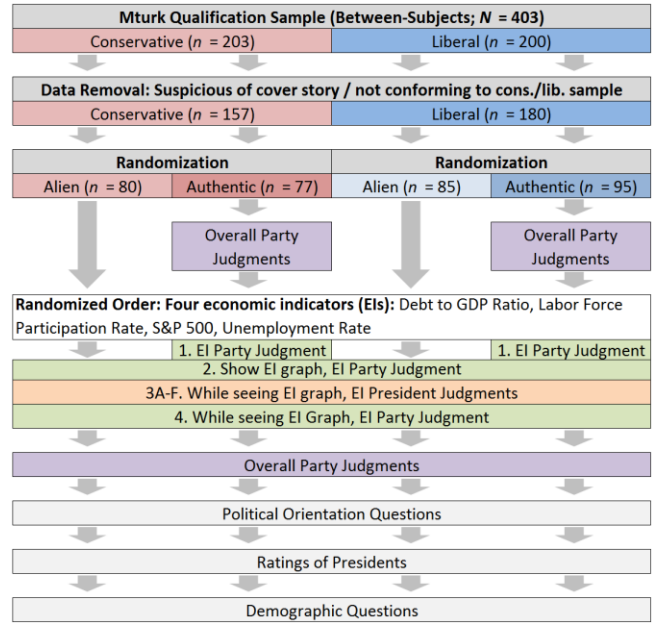 Mturk Qualification Sample (Between-Subjects; N = 403)
Conservative (n = 203)
Liberal (n = 200)
Data Removal: Suspicious of cover story / not conforming to cons./lib. sample
Conservative (n = 157)
Liberal (n = 180)
Randomization
Randomization
Alien (n = 80)
Authentic (n = 77)
Alien (n = 85)
Authentic (n = 95)
Overall Party
Judgments
Overall Party
Judgments
Randomized Order: Four economic indicators (EIs): Debt to GDP Ratio, Labor Force
Participation Rate, S&P 500, Unemployment Rate
1. EI Party Judgment
1. EI Party Judgment
2. Show EI graph, EI Party Judgment
3A-F. While seeing EI graph, EI President Judgments
4. While seeing EI Graph, EI Party Judgment
Overall Party Judgments
Political Orientation Questions
Ratings of Presidents
Demographic Questions